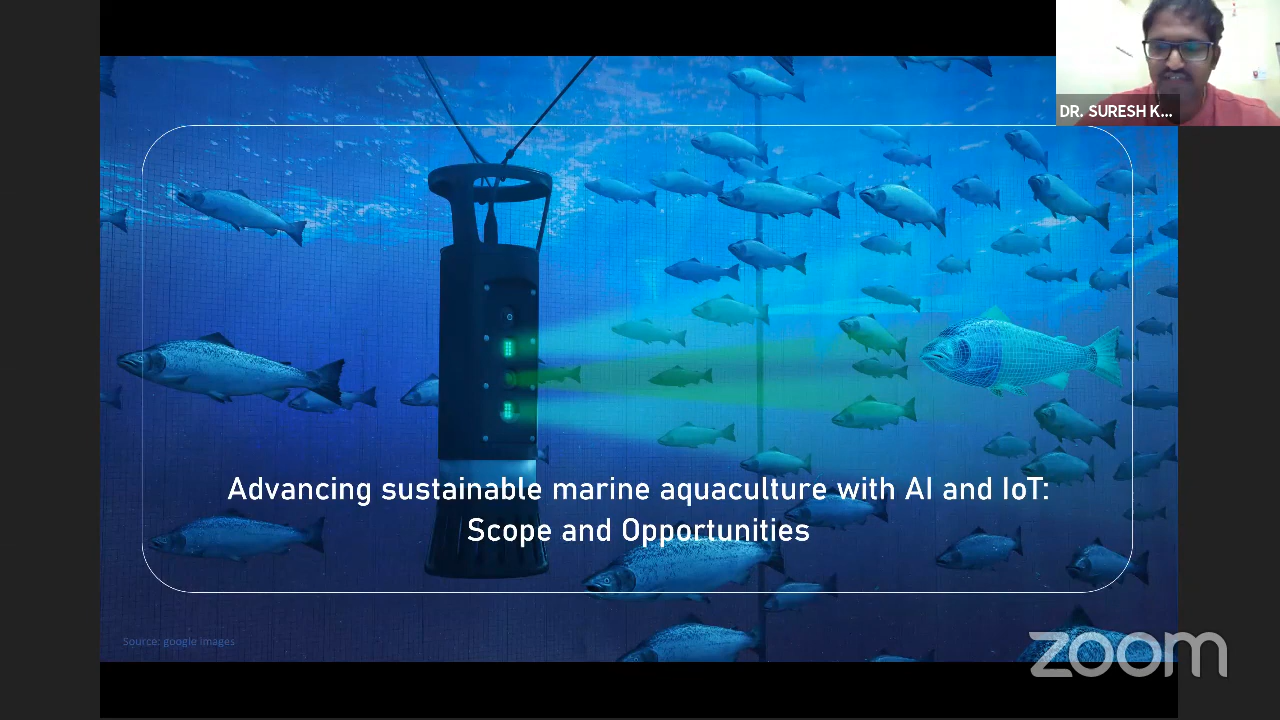 DR. SURESH K...
Advancing sustainable marine aquaculture with AI and IoT:
Scope and Opportunities
Source: google images
zoom